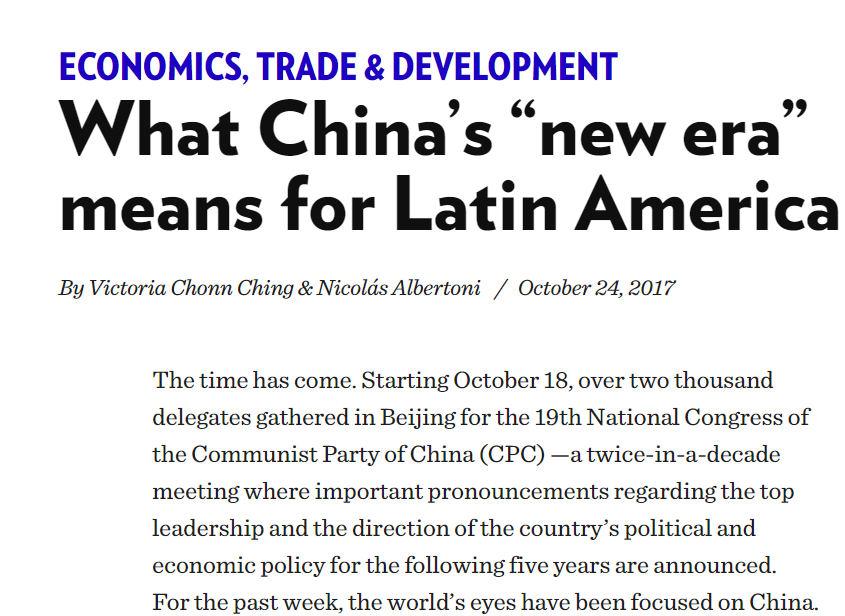 ECONOMICS, TRADE & DEVELOPMENT
What China’s “new era”
means for Latin America
By Victoria Chonn Ching & Nicolás Albertoni / October 24, 2017
The time has come. Starting October 18, over two thousand
delegates gathered in Beijing for the 19th National Congress of
the Communist Party of China (CPC) —a twice-in-a-decade
meeting where important pronouncements regarding the top
leadership and the direction of the country’s political and
economic policy for the following five years are announced.
For the past week, the world’s eyes have been focused on China.